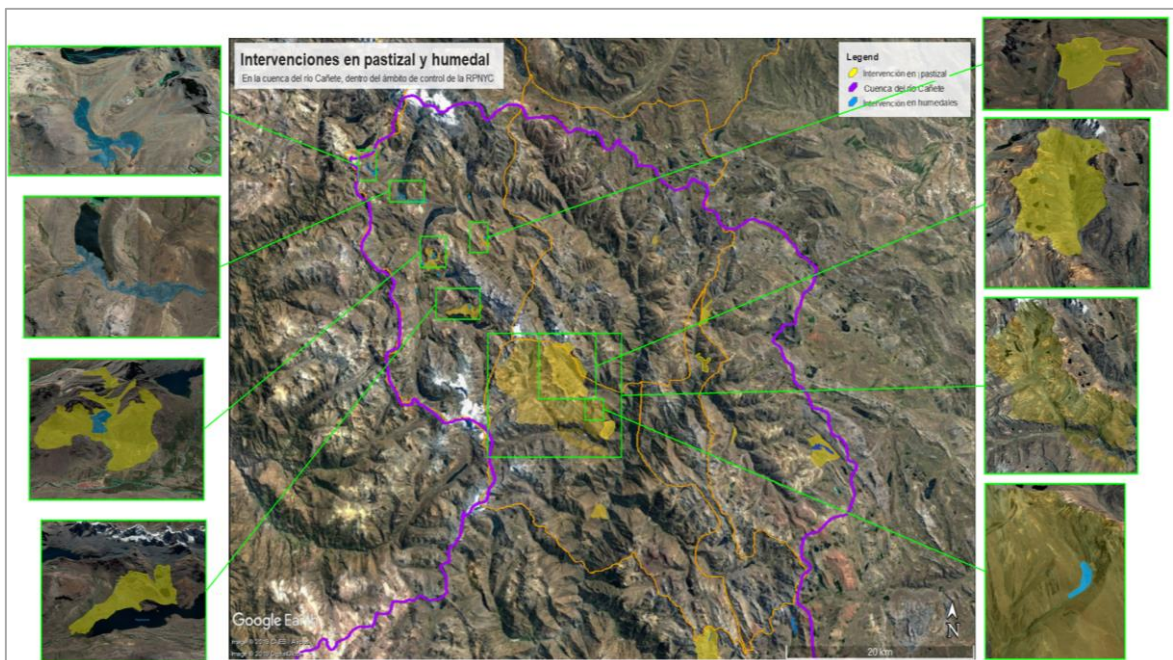 Intervenciones en pastizal y humedal
En la cuenca del río Cañete, dentro del ámbito de control de la RPNYC
Legend
Intervención en pastizal
Cuenca del río Cañete
Intervención en humedales
Google Earth
N
20 km